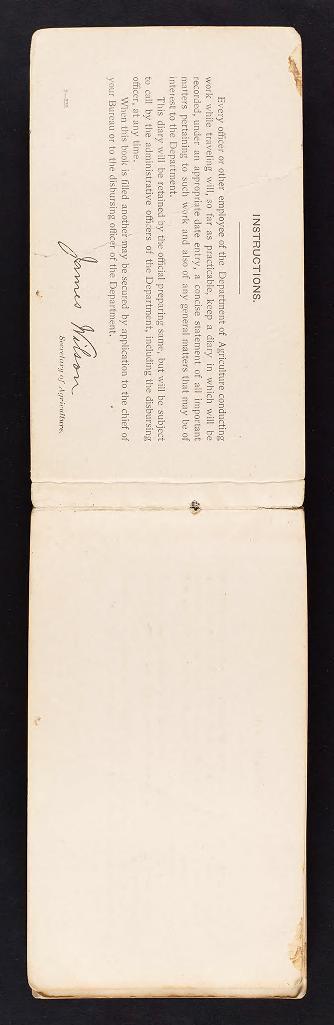 INSTRUCTIONS.
Every officer or other employee of the Department of Agriculture conducting
work while traveling will, so far as practicable, keep a diary in which will be
recorded, under an appropriate date entry, a concise statement of all important
matters pertaining to such work and also of any general matters that may be of
interest to the Department.
This diary will be retained by the official preparing same, but will be subject
to call by the administrative officers of the Department, including the disbursing
officer, at any time.
When this book is filled another may be secured by application to the chief of
your Bureau or to the disbursing officer of the Department.
James Wilson
Secretary of Agriculture.